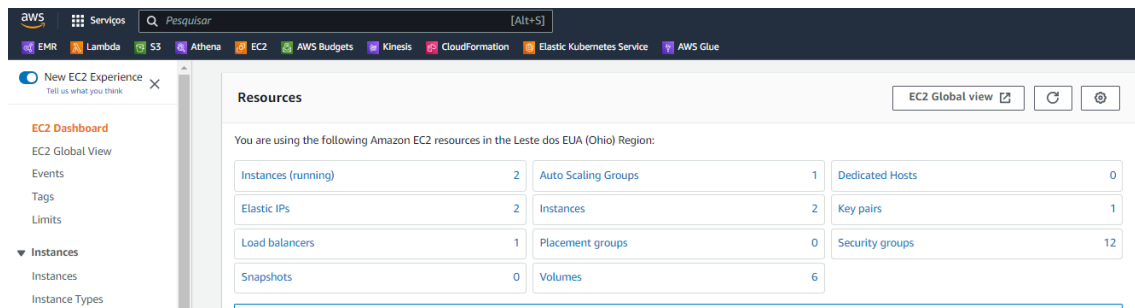 aws Serviços Pesquisar [Alt+S]
EMR Lambda S3 Athena EC2 AWS Budgets Kinesis CloudFormation Elastic Kubernetes Service AWS Glue
New EC2 Experience
Tell us what you think
EC2 Dashboard
EC2 Global View
Events
Tags
Limits
Instances
Instances
Instance Types
Resources
EC2 Global view
You are using the following Amazon EC2 resources in the Leste dos EUA (Ohio) Region:
Instances (running) 2 Auto Scaling Groups 1 Dedicated Hosts 0
Elastic IPs 2 Instances 2 Key pairs 1
Load balancers 1 Placement groups 0 Security groups 12
Snapshots 0 Volumes 6